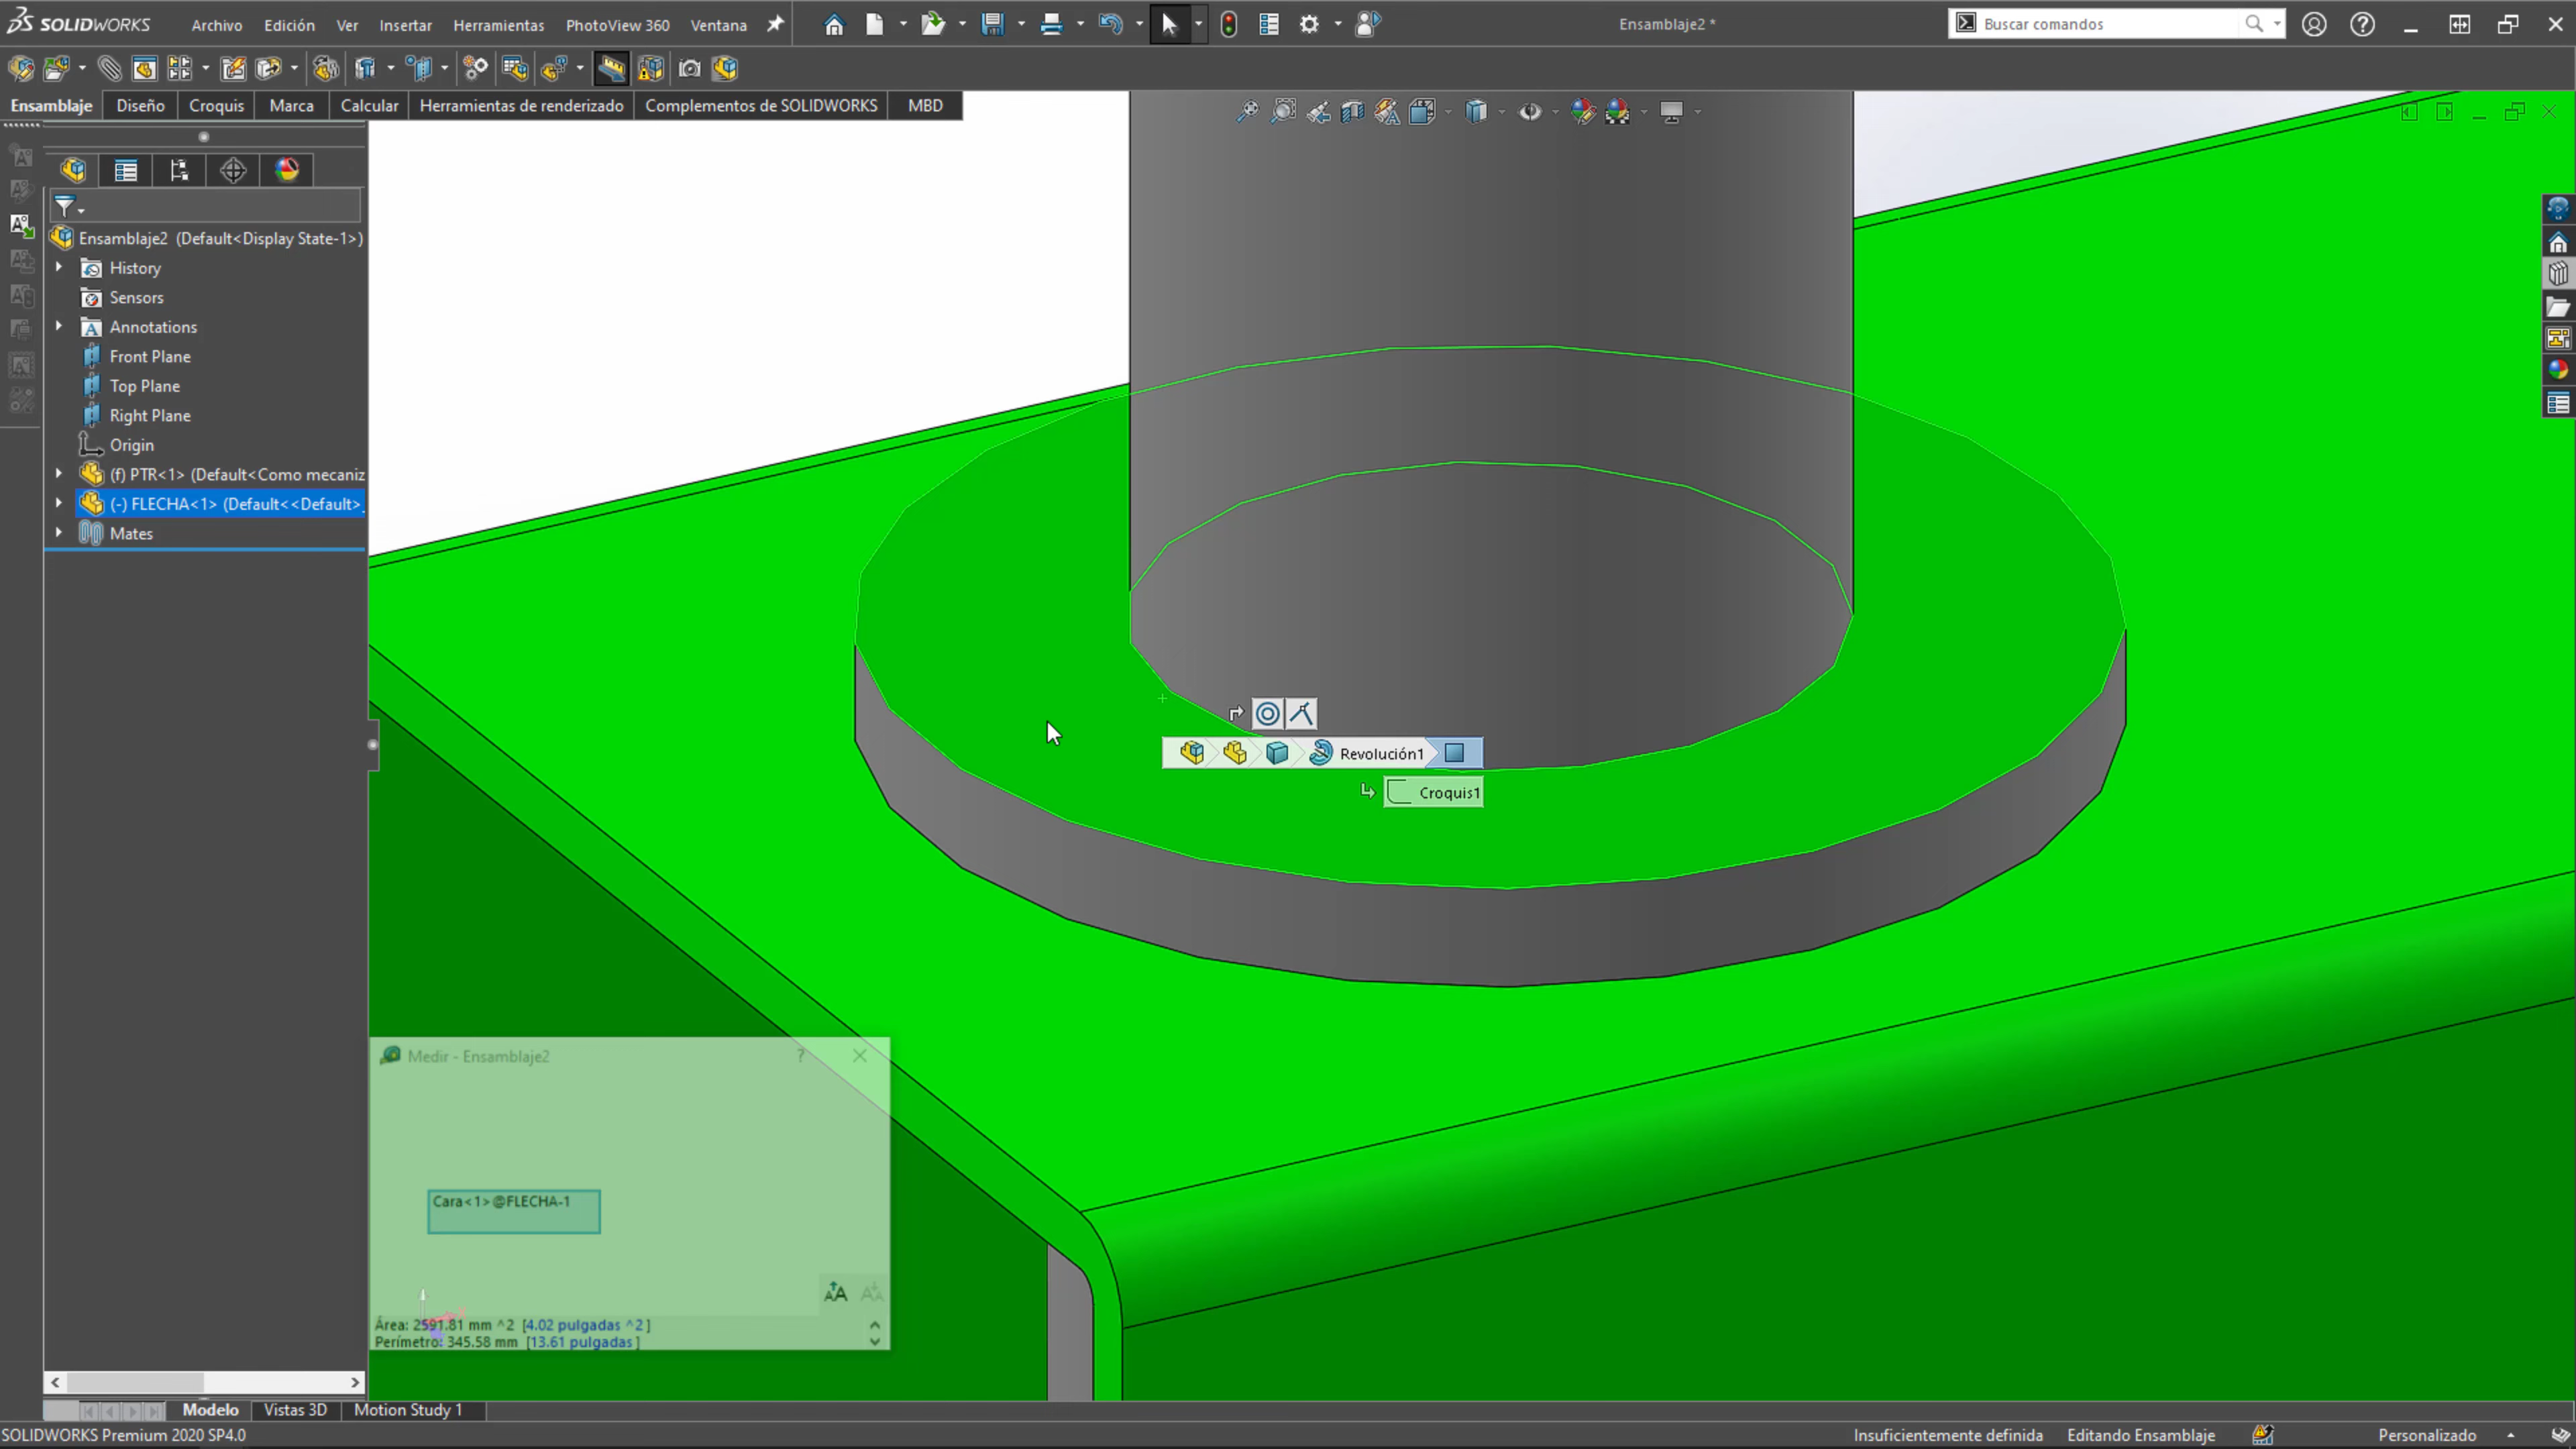 SOLIDWORKS Archivo Edición Ver Insertar Herramientas PhotoView 360 Ventana Ensamblaje2 * Buscar comandos
Ensamblaje Diseño Croquis Marca Calcular Herramientas de renderizado Complementos de SOLIDWORKS MBD
Ensamblaje2 (Default<Display State-1>)
History
Sensors
Annotations
Front Plane
Top Plane
Right Plane
Origin
(f) PTR<1> (Default<Como mecaniz
(-) FLECHA<1> (Default<<Default>_
Mates
Revolución1
Croquis1
Medir - Ensamblaje2
Cara<1>@FLECHA-1
Área: 2591.81 mm ^2 [4.02 pulgadas ^2]
Perímetro: 345.58 mm [13.61 pulgadas]
Modelo Vistas 3D Motion Study 1
SOLIDWORKS Premium 2020 SP4.0 Insuficientemente definida Editando Ensamblaje Personalizado